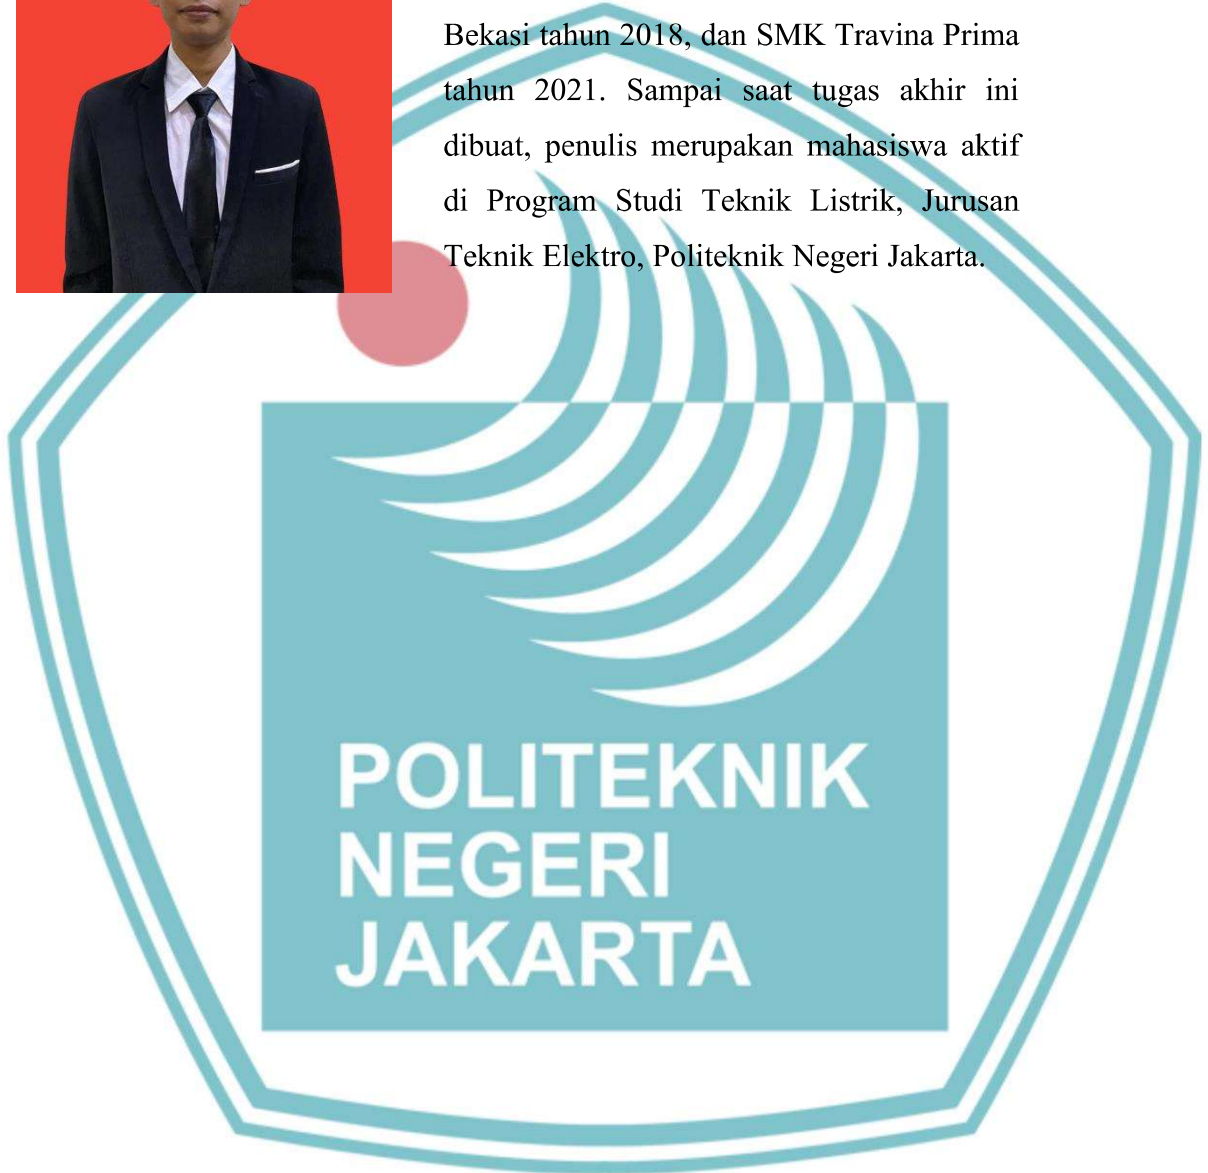 Bekasi tahun 2018, dan SMK Travina Prima
tahun 2021. Sampai saat tugas akhir ini
dibuat, penulis merupakan mahasiswa aktif
di Program Studi Teknik Listrik, Jurusan
Teknik Elektro, Politeknik Negeri Jakarta.
POLITEKNIK
NEGERI
JAKARTA